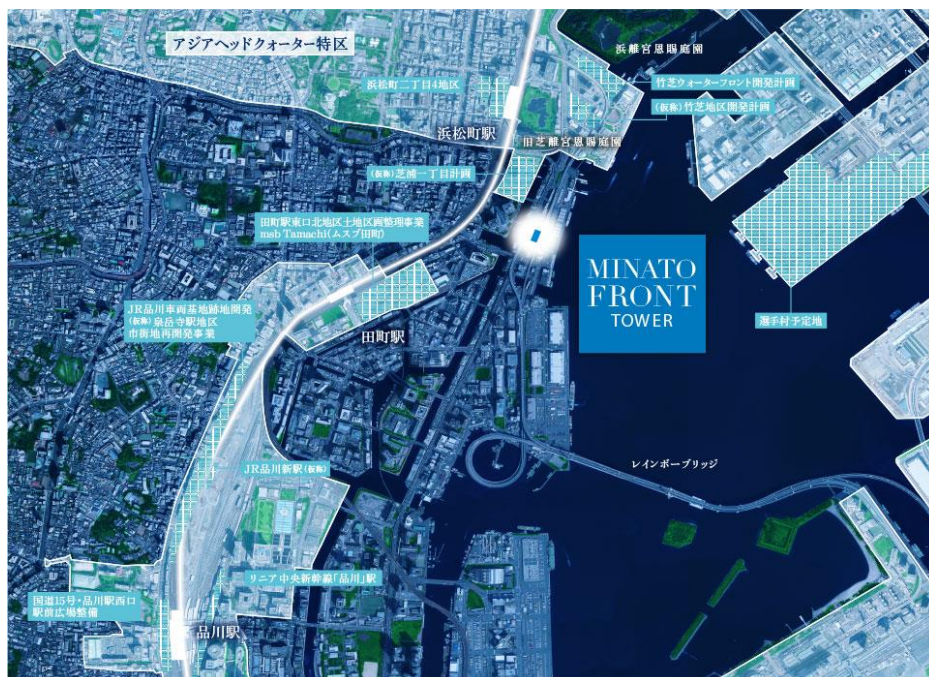 アジアヘッドクォーター特区
浜離宮恩賜庭園
浜松町二丁目4地区
竹芝ウォーターフロント開発計画
(仮称)竹芝地区開発計画
浜松町駅
旧芝離宮恩賜庭園
(仮称)芝浦一丁目計画
田町駅東口北地区土地区画整理事業
msb Tamachi(ムスブ田町)
MINATO
FRONT
TOWER
JR品川車両基地跡地開発
(仮称)泉岳寺駅地区
市街地再開発事業
選手村予定地
田町駅
レインボーブリッジ
JR品川新駅(仮称)
リニア中央新幹線「品川」駅
国道15号・品川駅西口
駅前広場整備
品川駅